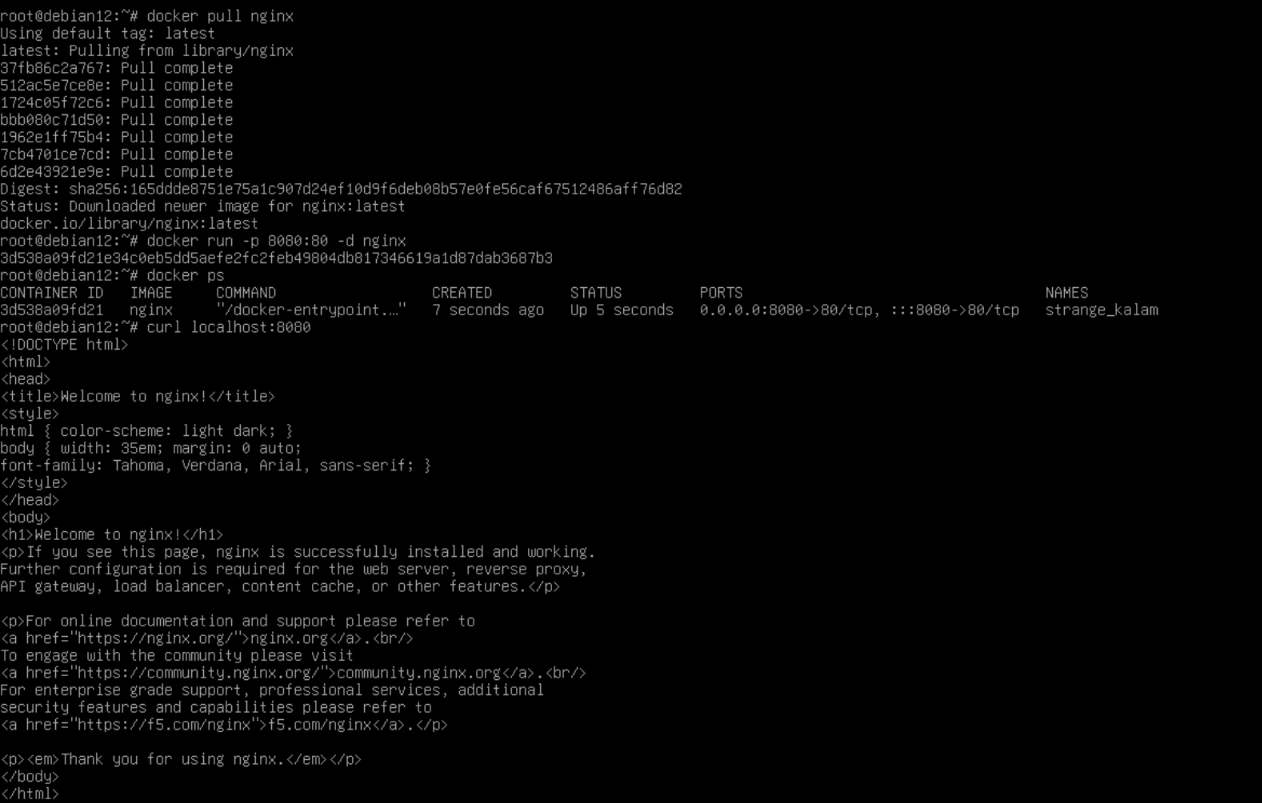 root@debian12:~# docker pull nginx
Using default tag: latest
latest: Pulling from library/nginx
37fb86c2a767: Pull complete
512ac5e7ce8e: Pull complete
1724c05f72c6: Pull complete
bbb080c71d50: Pull complete
1962e1ff75b4: Pull complete
7cb4701ce7cd: Pull complete
6d2e43921e9e: Pull complete
Digest: sha256:165ddde8751e75a1c907d24ef10d9f6deb08b57e0fe56caf67512486aff76d82
Status: Downloaded newer image for nginx:latest
docker.io/library/nginx:latest
root@debian12:~# docker run -p 8080:80 -d nginx
3d538a09fd21e34c0eb5dd5aefe2fc2feb49804db817346619a1d87dab3687b3
root@debian12:~# docker ps
CONTAINER ID   IMAGE     COMMAND                  CREATED         STATUS         PORTS                                   NAMES
3d538a09fd21   nginx     "/docker-entrypoint.…"   7 seconds ago   Up 5 seconds   0.0.0.0:8080->80/tcp, :::8080->80/tcp   strange_kalam
root@debian12:~# curl localhost:8080
<!DOCTYPE html>
<html>
<head>
<title>Welcome to nginx!</title>
<style>
html { color-scheme: light dark; }
body { width: 35em; margin: 0 auto;
font-family: Tahoma, Verdana, Arial, sans-serif; }
</style>
</head>
<body>
<h1>Welcome to nginx!</h1>
<p>If you see this page, nginx is successfully installed and working.
Further configuration is required for the web server, reverse proxy,
API gateway, load balancer, content cache, or other features.</p>

<p>For online documentation and support please refer to
<a href="https://nginx.org/">nginx.org</a>.<br/>
To engage with the community please visit
<a href="https://community.nginx.org/">community.nginx.org</a>.<br/>
For enterprise grade support, professional services, additional
security features and capabilities please refer to
<a href="https://f5.com/nginx">f5.com/nginx</a>.</p>

<p><em>Thank you for using nginx.</em></p>
</body>
</html>